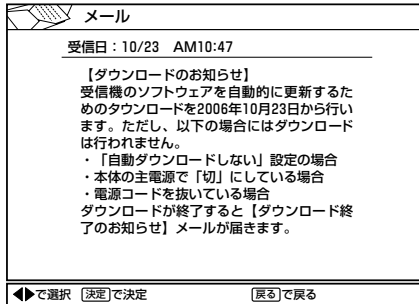 メール
受信日：10/23　AM10:47
【ダウンロードのお知らせ】
受信機のソフトウェアを自動的に更新するた
めのダウンロードを2006年10月23日から行い
ます。ただし、以下の場合にはダウンロード
は行われません。
・「自動ダウンロードしない」設定の場合
・本体の主電源で「切」にしている場合
・電源コードを抜いている場合
ダウンロードが終了すると【ダウンロード終
了のお知らせ】メールが届きます。
◀▶で選択　決定で決定　戻るで戻る